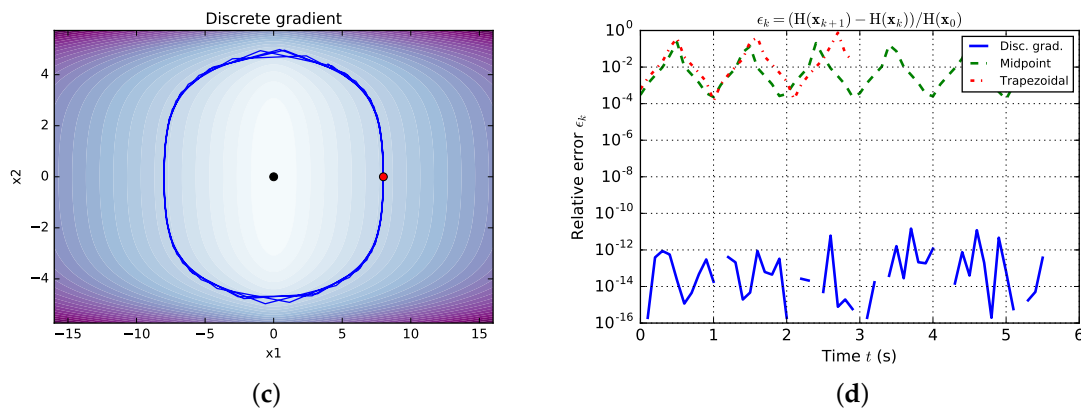 Discrete gradient
x2
4
2
0
−2
−4
−15 −10 −5 0 5 10 15
x1
(c)
ϵₖ = (H(𝐱ₖ₊₁) − H(𝐱ₖ))/H(𝐱₀)
Relative error ϵₖ
10⁰
10⁻²
10⁻⁴
10⁻⁶
10⁻⁸
10⁻¹⁰
10⁻¹²
10⁻¹⁴
10⁻¹⁶
Disc. grad.
Midpoint
Trapezoidal
0 1 2 3 4 5 6
Time t (s)
(d)